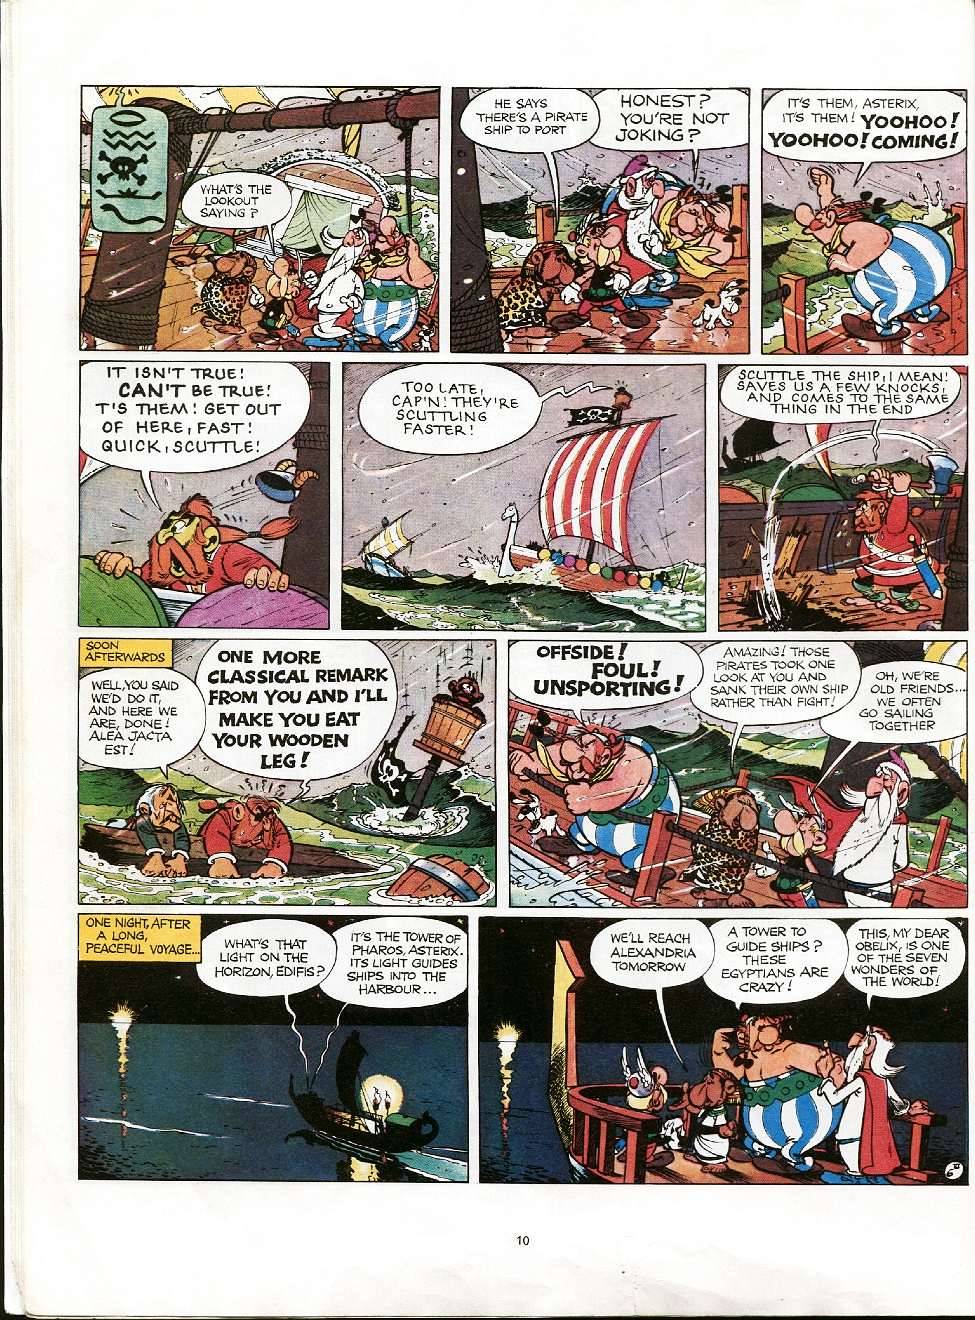 WHAT'S THE
LOOKOUT
SAYING?
HE SAYS
THERE'S A PIRATE
SHIP TO PORT
HONEST?
YOU'RE NOT
JOKING?
IT'S THEM, ASTERIX,
IT'S THEM! YOOHOO!
YOOHOO! COMING!
IT ISN'T TRUE!
CAN'T BE TRUE!
T'S THEM! GET OUT
OF HERE, FAST!
QUICK, SCUTTLE!
TOO LATE,
CAP'N! THEY'RE
SCUTTLING
FASTER!
SCUTTLE THE SHIP, I MEAN!
SAVES US A FEW KNOCKS,
AND COMES TO THE SAME
THING IN THE END
SOON
AFTERWARDS
WELL, YOU SAID
WE'D DO IT,
AND HERE WE
ARE, DONE!
ALEA JACTA
EST!
ONE MORE
CLASSICAL REMARK
FROM YOU AND I'LL
MAKE YOU EAT
YOUR WOODEN
LEG!
OFFSIDE!
FOUL!
UNSPORTING!
AMAZING! THOSE
PIRATES TOOK ONE
LOOK AT YOU AND
SANK THEIR OWN SHIP
RATHER THAN FIGHT!
OH, WE'RE
OLD FRIENDS...
WE OFTEN
GO SAILING
TOGETHER
ONE NIGHT, AFTER
A LONG,
PEACEFUL VOYAGE...
WHAT'S THAT
LIGHT ON THE
HORIZON, EDIFIS?
IT'S THE TOWER OF
PHAROS, ASTERIX.
ITS LIGHT GUIDES
SHIPS INTO THE
HARBOUR...
WE'LL REACH
ALEXANDRIA
TOMORROW
A TOWER TO
GUIDE SHIPS?
THESE
EGYPTIANS ARE
CRAZY!
THIS, MY DEAR
OBELIX, IS ONE
OF THE SEVEN
WONDERS OF
THE WORLD!
6 II
10